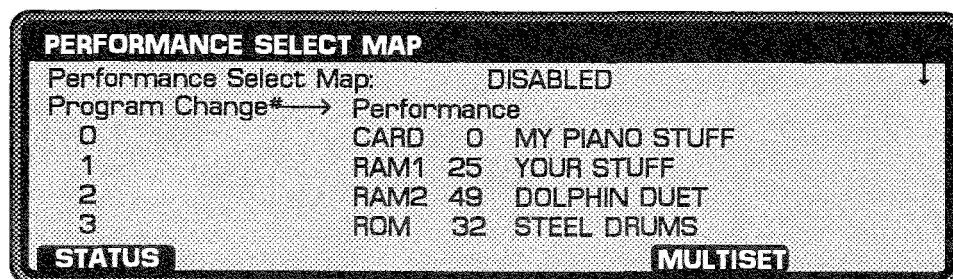 PERFORMANCE SELECT MAP
Performance Select Map: DISABLED ↓
Program Change#⟶ Performance
0 CARD 0 MY PIANO STUFF
1 RAM1 25 YOUR STUFF
2 RAM2 49 DOLPHIN DUET
3 ROM 32 STEEL DRUMS
STATUS MULTISET